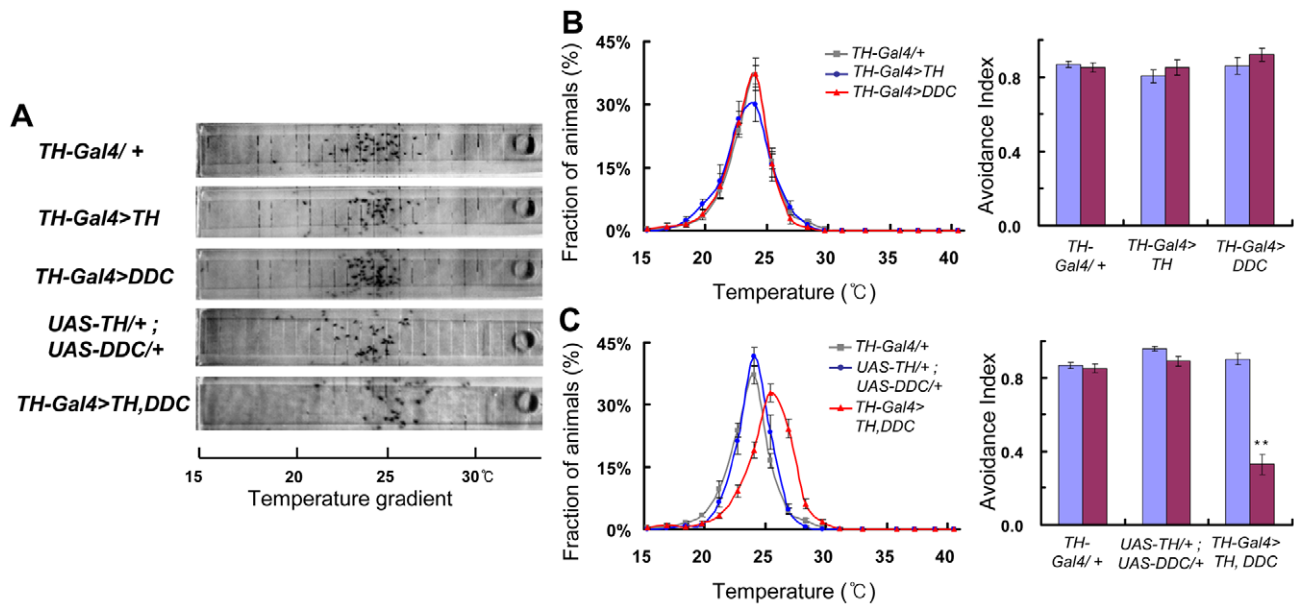 A
TH-Gal4/ +
TH-Gal4>TH
TH-Gal4>DDC
UAS-TH/+ ;
UAS-DDC/+
TH-Gal4>TH,DDC
15 20 25 30℃
Temperature gradient
B
Fraction of animals (%)
45%
30%
15%
0%
15 20 25 30 35 40
Temperature (℃)
TH-Gal4/+
TH-Gal4>TH
TH-Gal4>DDC
Avoidance Index
0.8
0.4
0.0
TH-
Gal4/ +
TH-Gal4>
TH
TH-Gal4>
DDC
C
Fraction of animals (%)
45%
30%
15%
0%
15 20 25 30 35 40
Temperature (℃)
TH-Gal4/+
UAS-TH/+ ;
UAS-DDC/+
TH-Gal4>
TH,DDC
Avoidance Index
0.8
0.4
0.0
**
TH-
Gal4/ +
UAS-TH/+ ;
UAS-DDC/+
TH-Gal4>
TH, DDC